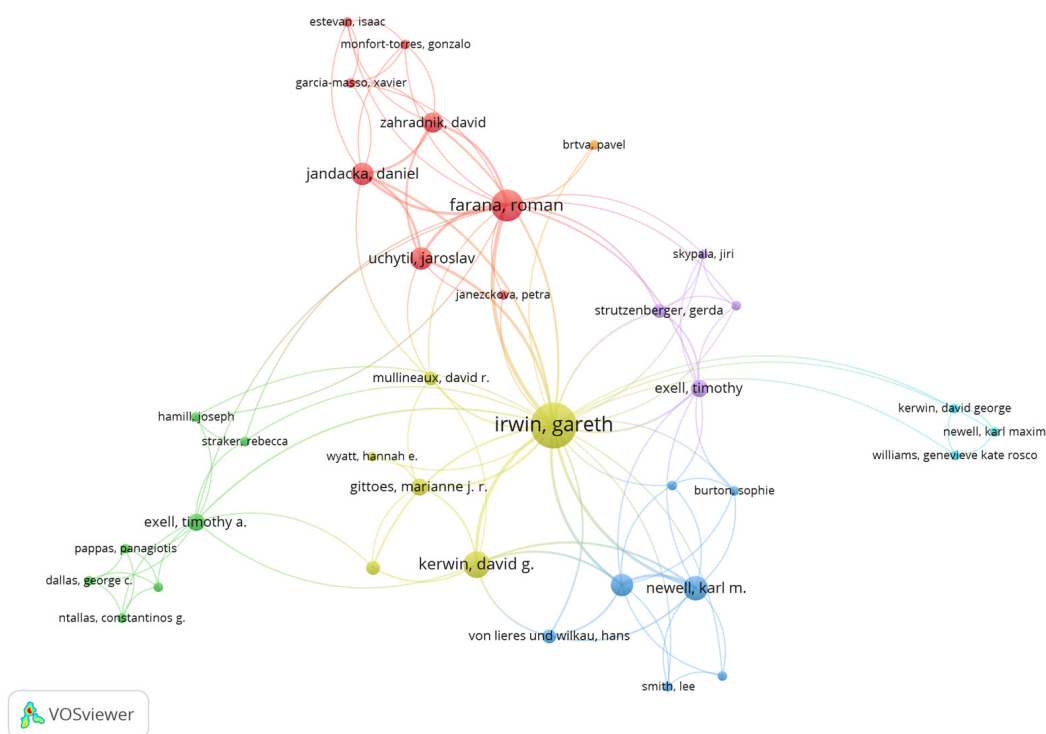 estevan, isaac
monfort-torres, gonzalo
garcia-masso, xavier
zahradnik, david
brtva, pavel
jandacka, daniel
farana, roman
skypala, jiri
uchytil, jaroslav
janezckova, petra
strutzenberger, gerda
mullineaux, david r.
exell, timothy
kerwin, david george
hamill, joseph
irwin, gareth
newell, karl maxim
straker, rebecca
wyatt, hannah e.
williams, genevieve kate rosco
gittoes, marianne j. r.
burton, sophie
exell, timothy a.
pappas, panagiotis
kerwin, david g.
dallas, george c.
newell, karl m.
ntallas, constantinos g.
von lieres und wilkau, hans
smith, lee
VOSviewer